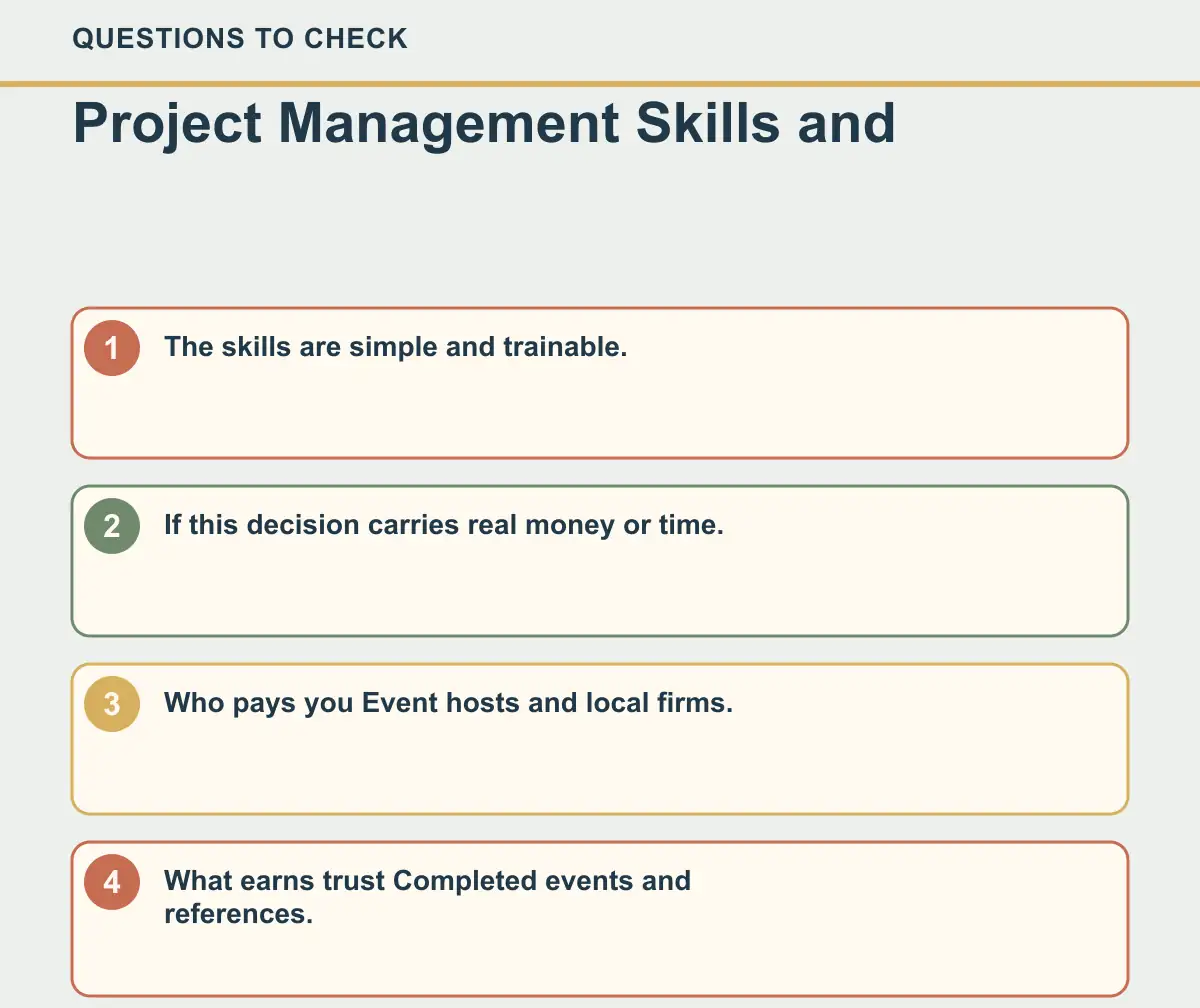 QUESTIONS TO CHECK
Project Management Skills and
1
The skills are simple and trainable.
2
If this decision carries real money or time.
3
Who pays you Event hosts and local firms.
4
What earns trust Completed events and
references.